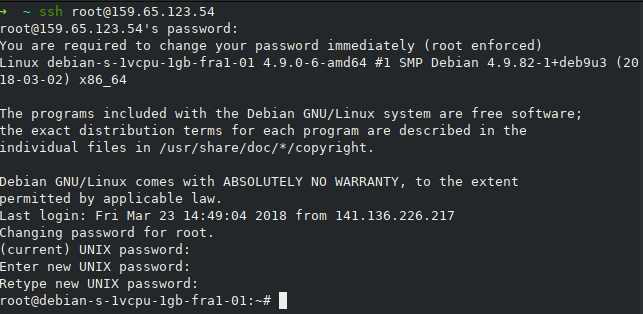 → ~ ssh root@159.65.123.54
root@159.65.123.54's password:
You are required to change your password immediately (root enforced)
Linux debian-s-1vcpu-1gb-fra1-01 4.9.0-6-amd64 #1 SMP Debian 4.9.82-1+deb9u3 (20
18-03-02) x86_64

The programs included with the Debian GNU/Linux system are free software;
the exact distribution terms for each program are described in the
individual files in /usr/share/doc/*/copyright.

Debian GNU/Linux comes with ABSOLUTELY NO WARRANTY, to the extent
permitted by applicable law.
Last login: Fri Mar 23 14:49:04 2018 from 141.136.226.217
Changing password for root.
(current) UNIX password:
Enter new UNIX password:
Retype new UNIX password:
root@debian-s-1vcpu-1gb-fra1-01:~#